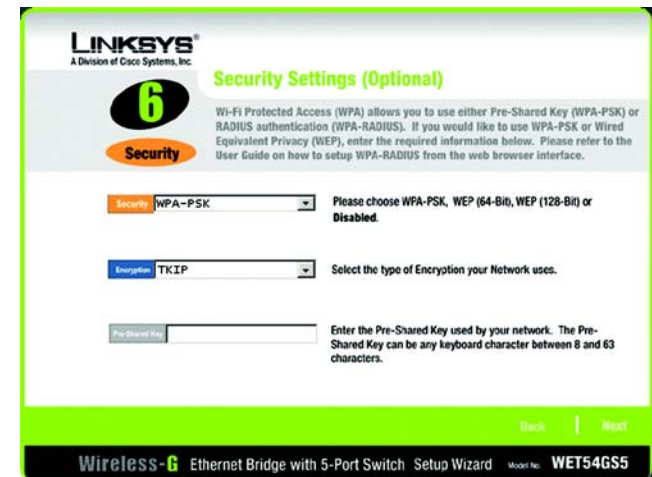 LINKSYS®
A Division of Cisco Systems, Inc.
Security Settings (Optional)
6
Security
Wi-Fi Protected Access (WPA) allows you to use either Pre-Shared Key (WPA-PSK) or
RADIUS authentication (WPA-RADIUS). If you would like to use WPA-PSK or Wired
Equivalent Privacy (WEP), enter the required information below. Please refer to the
User Guide on how to setup WPA-RADIUS from the web browser interface.
Security WPA-PSK
Please choose WPA-PSK, WEP (64-Bit), WEP (128-Bit) or
Disabled.
Encryption TKIP
Select the type of Encryption your Network uses.
Pre-Shared Key
Enter the Pre-Shared Key used by your network. The Pre-
Shared Key can be any keyboard character between 8 and 63
characters.
Back | Next
Wireless-G Ethernet Bridge with 5-Port Switch Setup Wizard Model No. WET54GS5